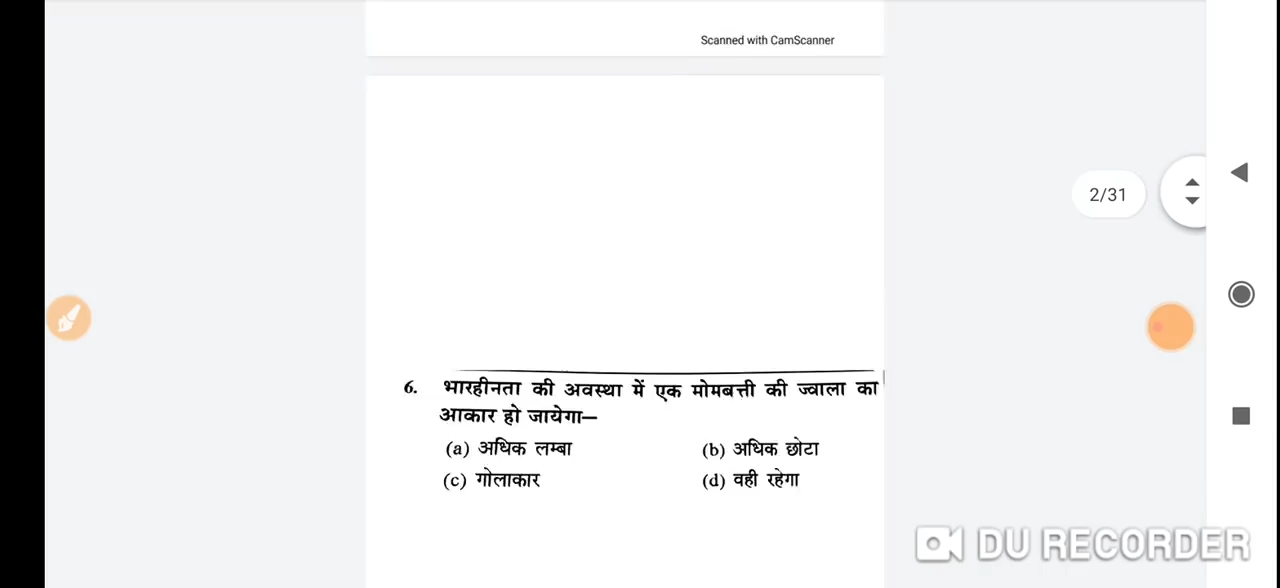 Scanned with CamScanner
2/31
6. भारहीनता की अवस्था में एक मोमबत्ती की ज्वाला का
आकार हो जायेगा—
(a) अधिक लम्बा (b) अधिक छोटा
(c) गोलाकार (d) वही रहेगा
DU RECORDER